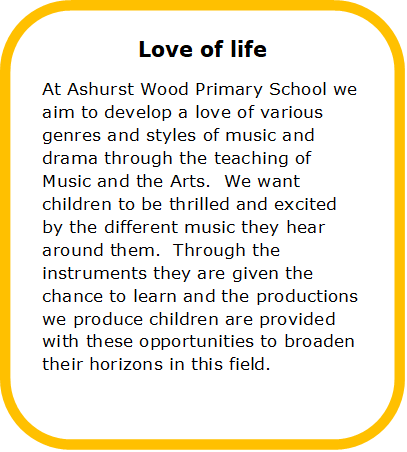 Love of life
At Ashurst Wood Primary School we
aim to develop a love of various
genres and styles of music and
drama through the teaching of
Music and the Arts.  We want
children to be thrilled and excited
by the different music they hear
around them.  Through the
instruments they are given the
chance to learn and the productions
we produce children are provided
with these opportunities to broaden
their horizons in this field.